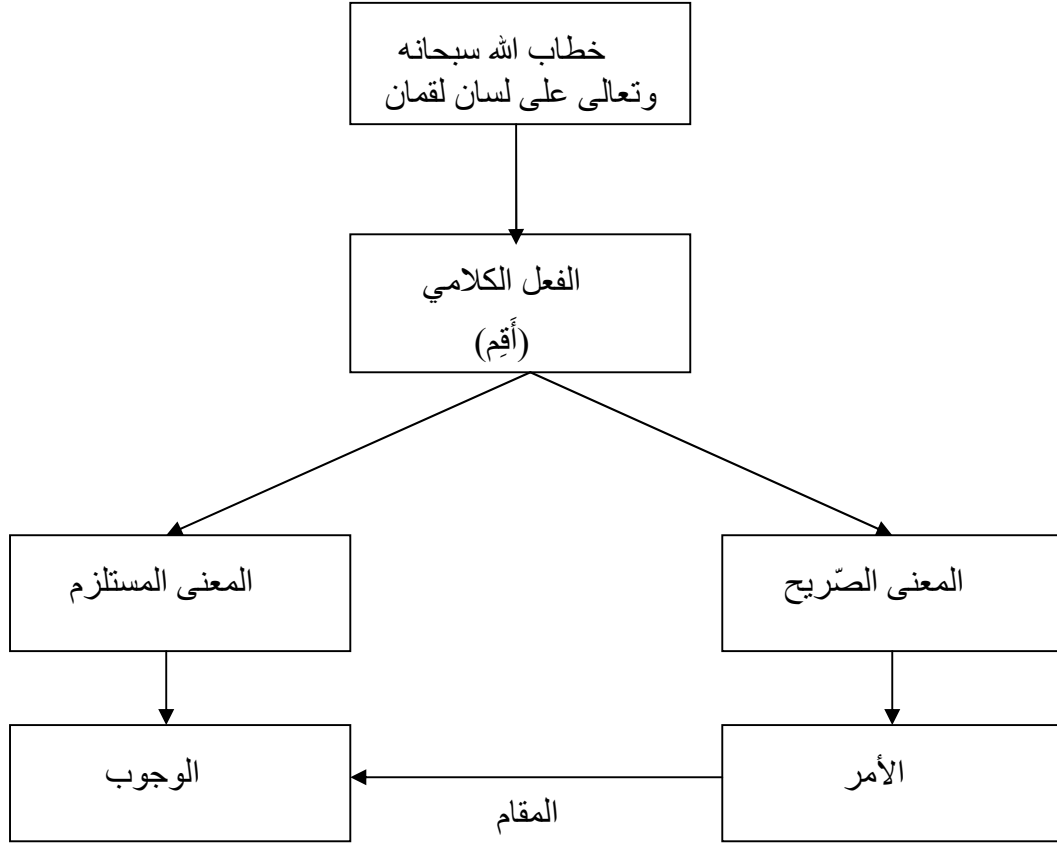 خطاب الله سبحانه
وتعالى على لسان لقمان
الفعل الكلامي
(أَقِم)
المعنى الصّريح
المعنى المستلزم
الأمر
الوجوب
المقام